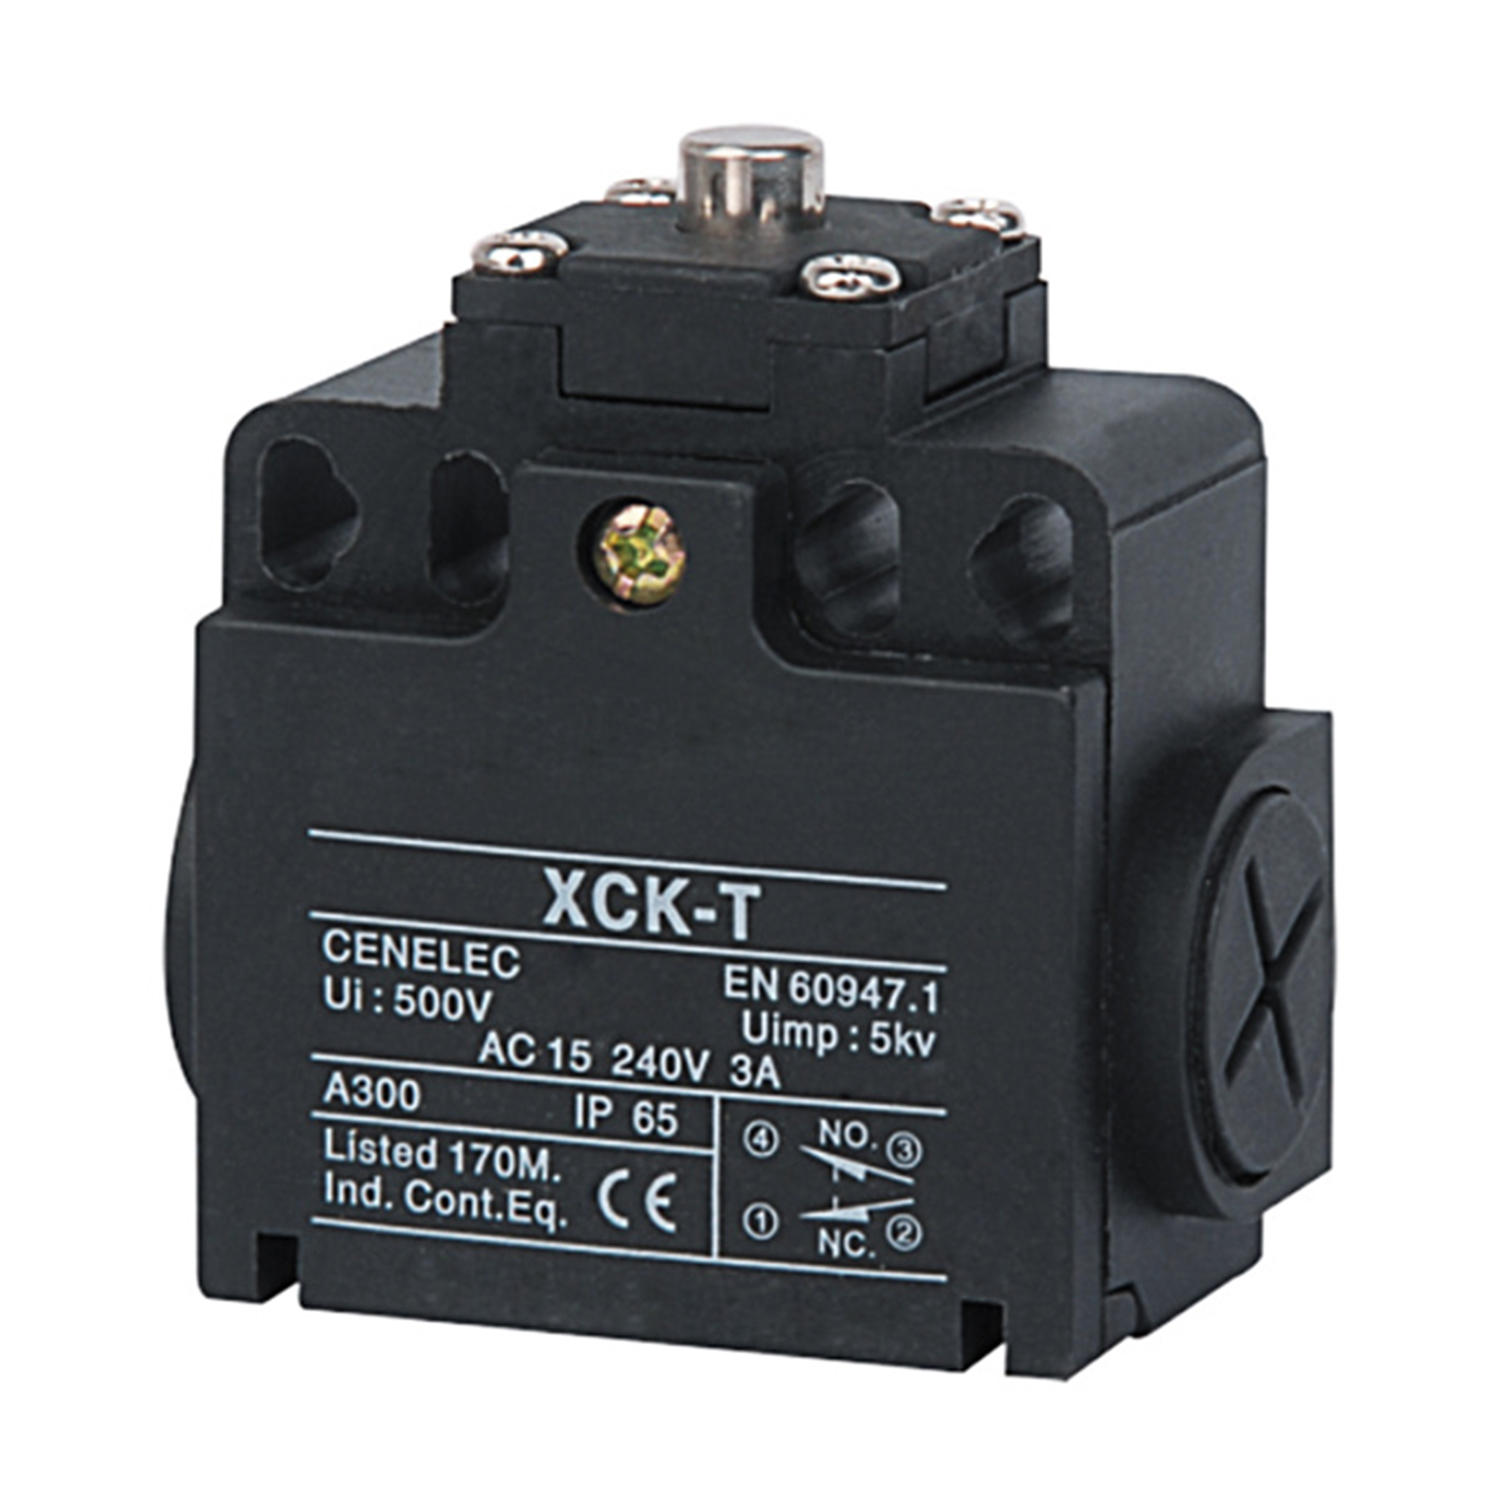 XCK-T
CENELEC EN 60947.1
Ui : 500V Uimp : 5kv
AC 15 240V 3A
A300 IP 65
Listed 170M.
Ind. Cont.Eq. CE
④ NO. ③
① NC. ②